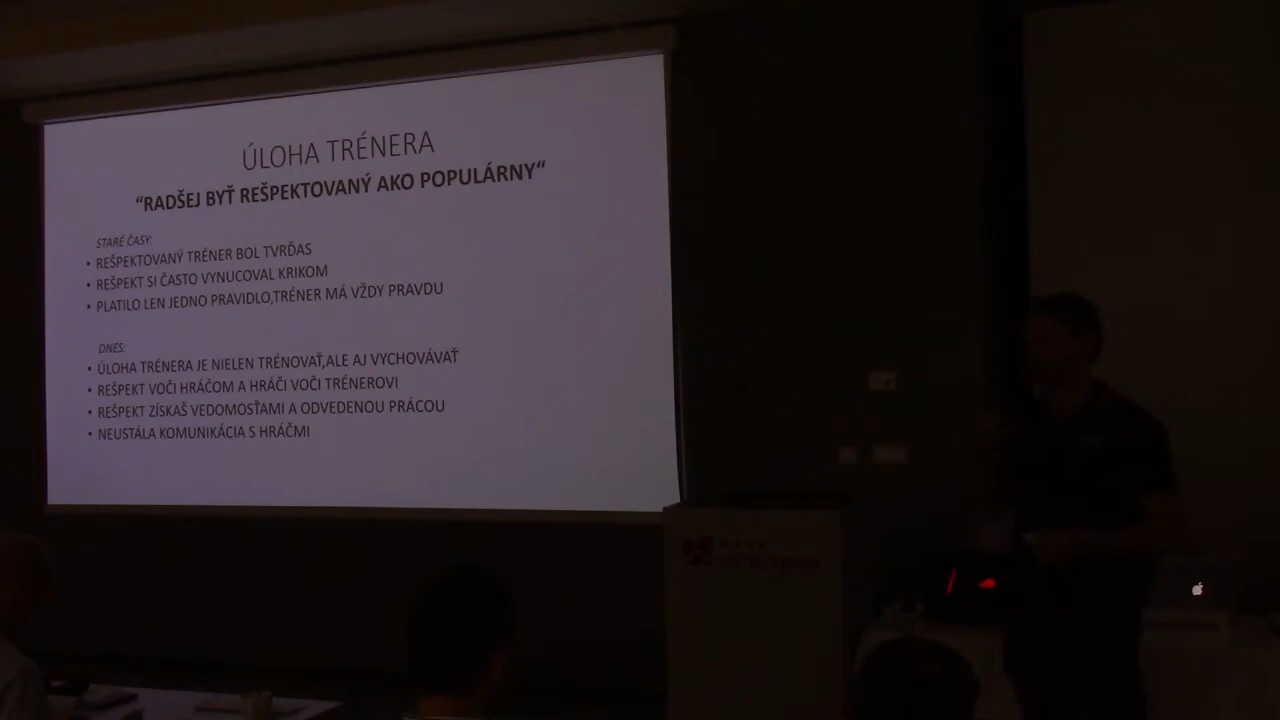 ÚLOHA TRÉNERA
“RADŠEJ BYŤ REŠPEKTOVANÝ AKO POPULÁRNY“
STARÉ ČASY:
• REŠPEKTOVANÝ TRÉNER BOL TVRĎAS
• REŠPEKT SI ČASTO VYNUCOVAL KRIKOM
• PLATILO LEN JEDNO PRAVIDLO,TRÉNER MÁ VŽDY PRAVDU
DNES:
• ÚLOHA TRÉNERA JE NIELEN TRÉNOVAŤ,ALE AJ VYCHOVÁVAŤ
• REŠPEKT VOČI HRÁČOM A HRÁČI VOČI TRÉNEROVI
• REŠPEKT ZÍSKAŠ VEDOMOSŤAMI A ODVEDENOU PRÁCOU
• NEUSTÁLA KOMUNIKÁCIA S HRÁČMI